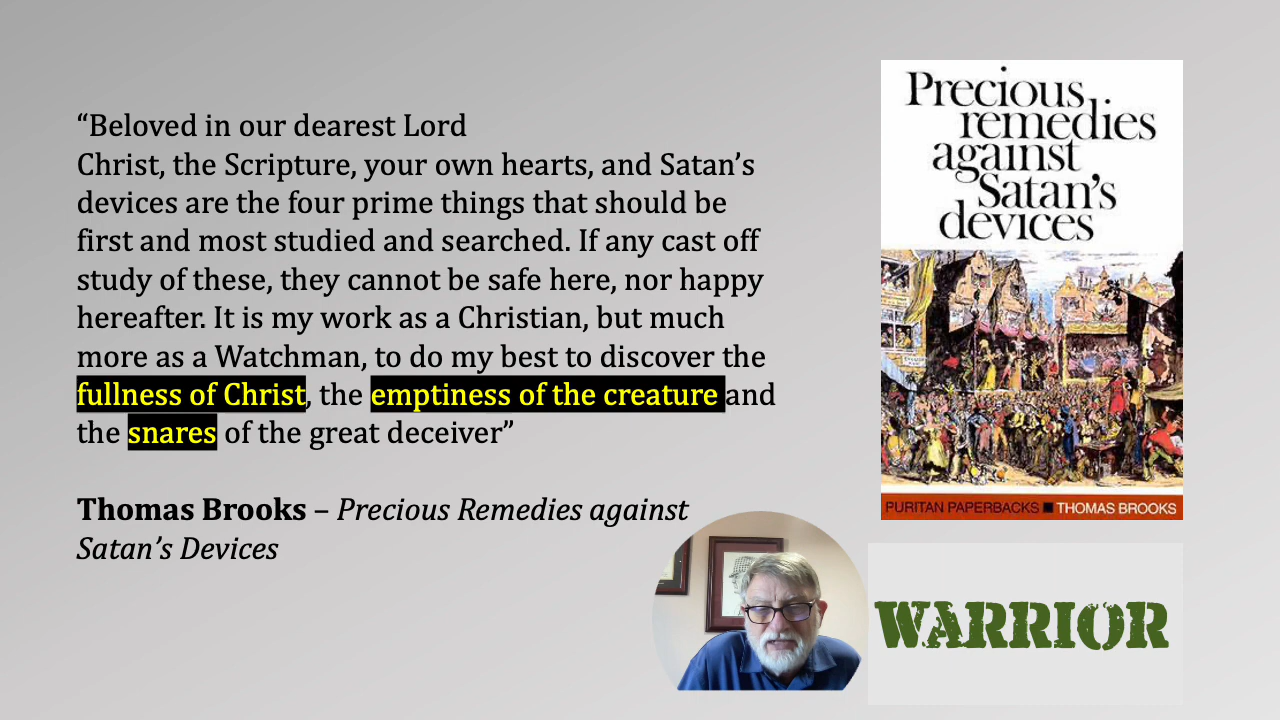 “Beloved in our dearest Lord
Christ, the Scripture, your own hearts, and Satan’s
devices are the four prime things that should be
first and most studied and searched. If any cast off
study of these, they cannot be safe here, nor happy
hereafter. It is my work as a Christian, but much
more as a Watchman, to do my best to discover the
fullness of Christ, the emptiness of the creature and
the snares of the great deceiver”
Thomas Brooks – Precious Remedies against
Satan’s Devices
Precious
remedies
against
Satan's
devices
PURITAN PAPERBACKS ■ THOMAS BROOKS
WARRIOR